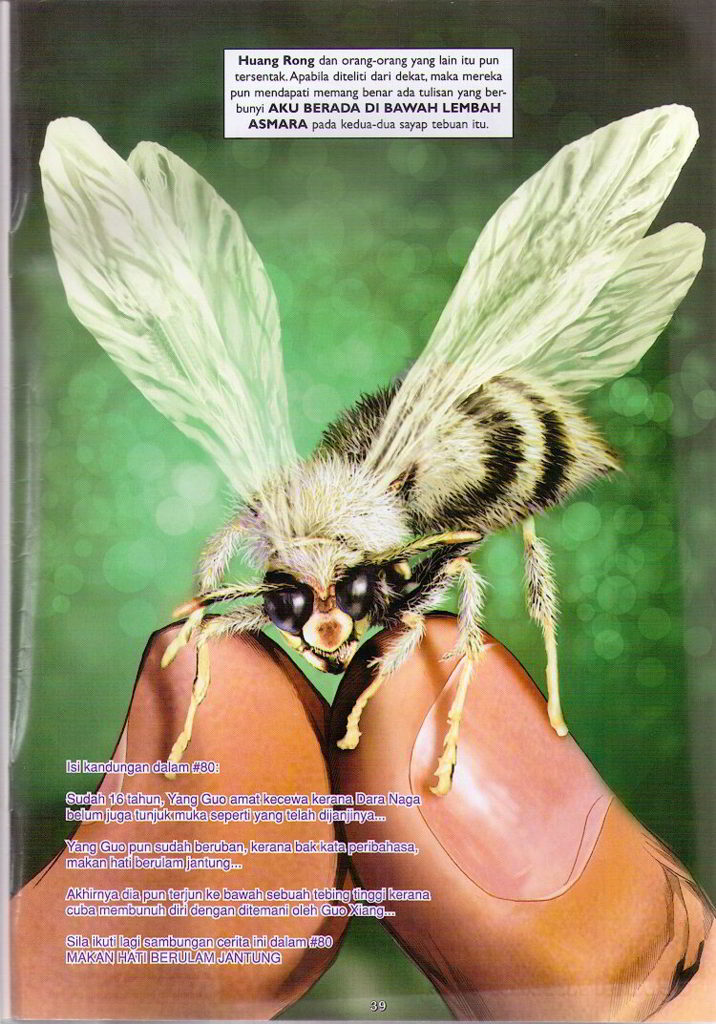 Huang Rong dan orang-orang yang lain itu pun
tersentak. Apabila diteliti dari dekat, maka mereka
pun mendapati memang benar ada tulisan yang ber-
bunyi AKU BERADA DI BAWAH LEMBAH
ASMARA pada kedua-dua sayap tebuan itu.
Isi kandungan dalam #80:
Sudah 16 tahun, Yang Guo amat kecewa kerana Dara Naga
belum juga tunjuk muka seperti yang telah dijanjinya...
Yang Guo pun sudah beruban, kerana bak kata peribahasa,
makan hati berulam jantung...
Akhirnya dia pun terjun ke bawah sebuah tebing tinggi kerana
cuba membunuh diri dengan ditemani oleh Guo Xiang...
Sila ikuti lagi sambungan cerita ini dalam #80
MAKAN HATI BERULAM JANTUNG
39